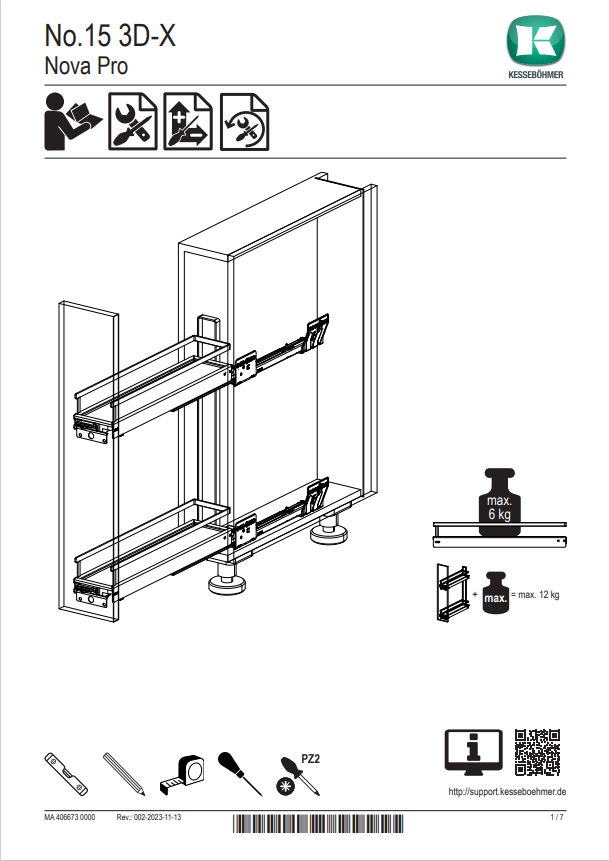 No.15 3D-X
Nova Pro
KESSEBÖHMER
max.
6 kg
+
max.
= max. 12 kg
PZ2
http://support.kesseboehmer.de
MA 406673 0000
Rev.: 002-2023-11-13
1 / 7